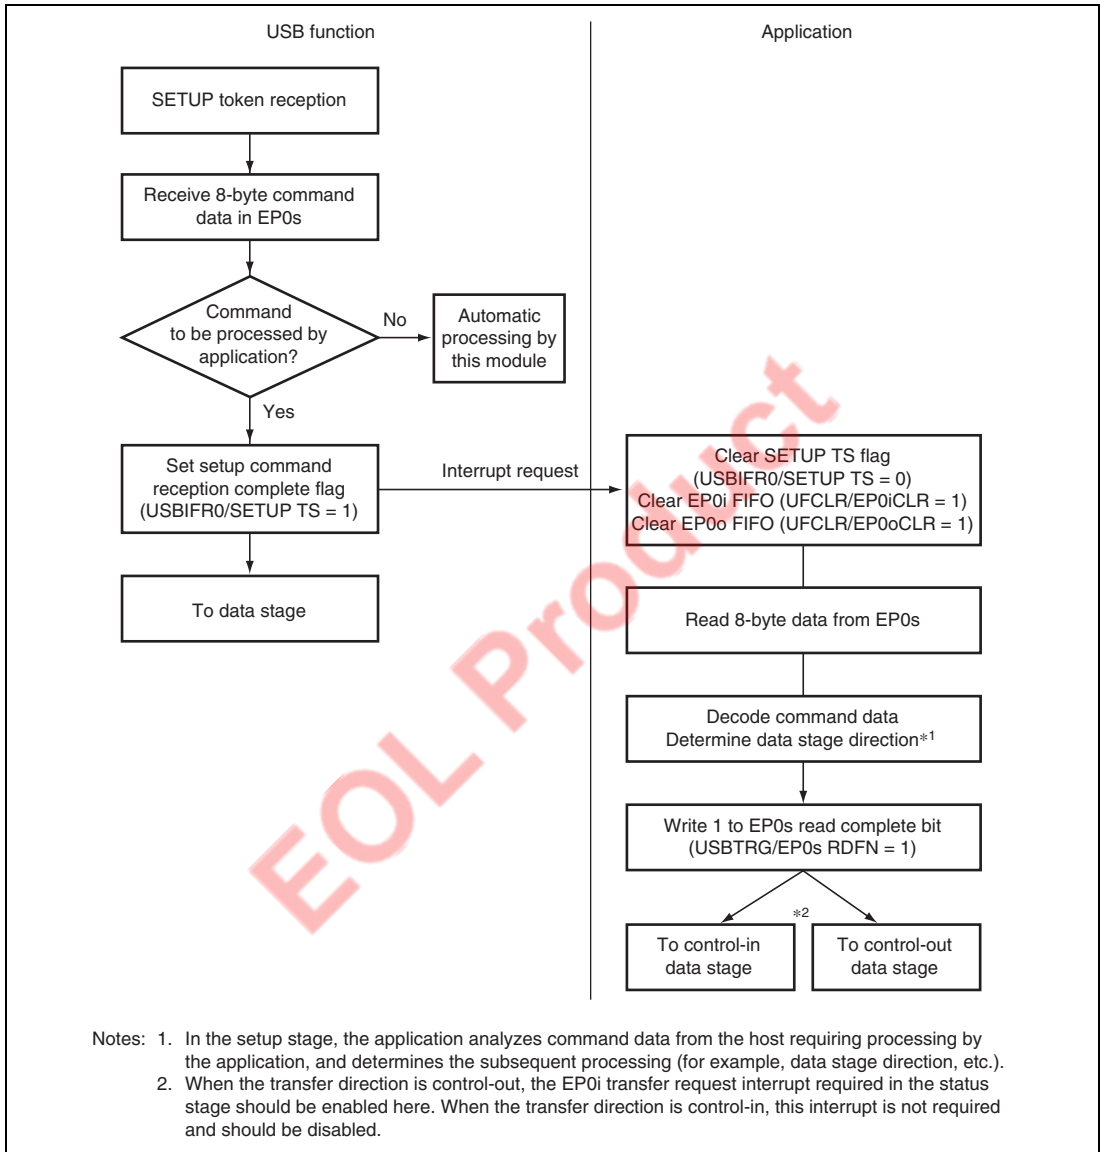 USB function
Application
SETUP token reception
Receive 8-byte command
data in EP0s
Command
to be processed by
application?
No
Automatic
processing by
this module
Yes
Set setup command
reception complete flag
(USBIFR0/SETUP TS = 1)
Interrupt request
To data stage
Clear SETUP TS flag
(USBIFR0/SETUP TS = 0)
Clear EP0i FIFO (UFCLR/EP0iCLR = 1)
Clear EP0o FIFO (UFCLR/EP0oCLR = 1)
Read 8-byte data from EP0s
Decode command data
Determine data stage direction*1
Write 1 to EP0s read complete bit
(USBTRG/EP0s RDFN = 1)
*2
To control-in
data stage
To control-out
data stage
EOL Product
Notes: 1. In the setup stage, the application analyzes command data from the host requiring processing by
the application, and determines the subsequent processing (for example, data stage direction, etc.).
2. When the transfer direction is control-out, the EP0i transfer request interrupt required in the status
stage should be enabled here. When the transfer direction is control-in, this interrupt is not required
and should be disabled.